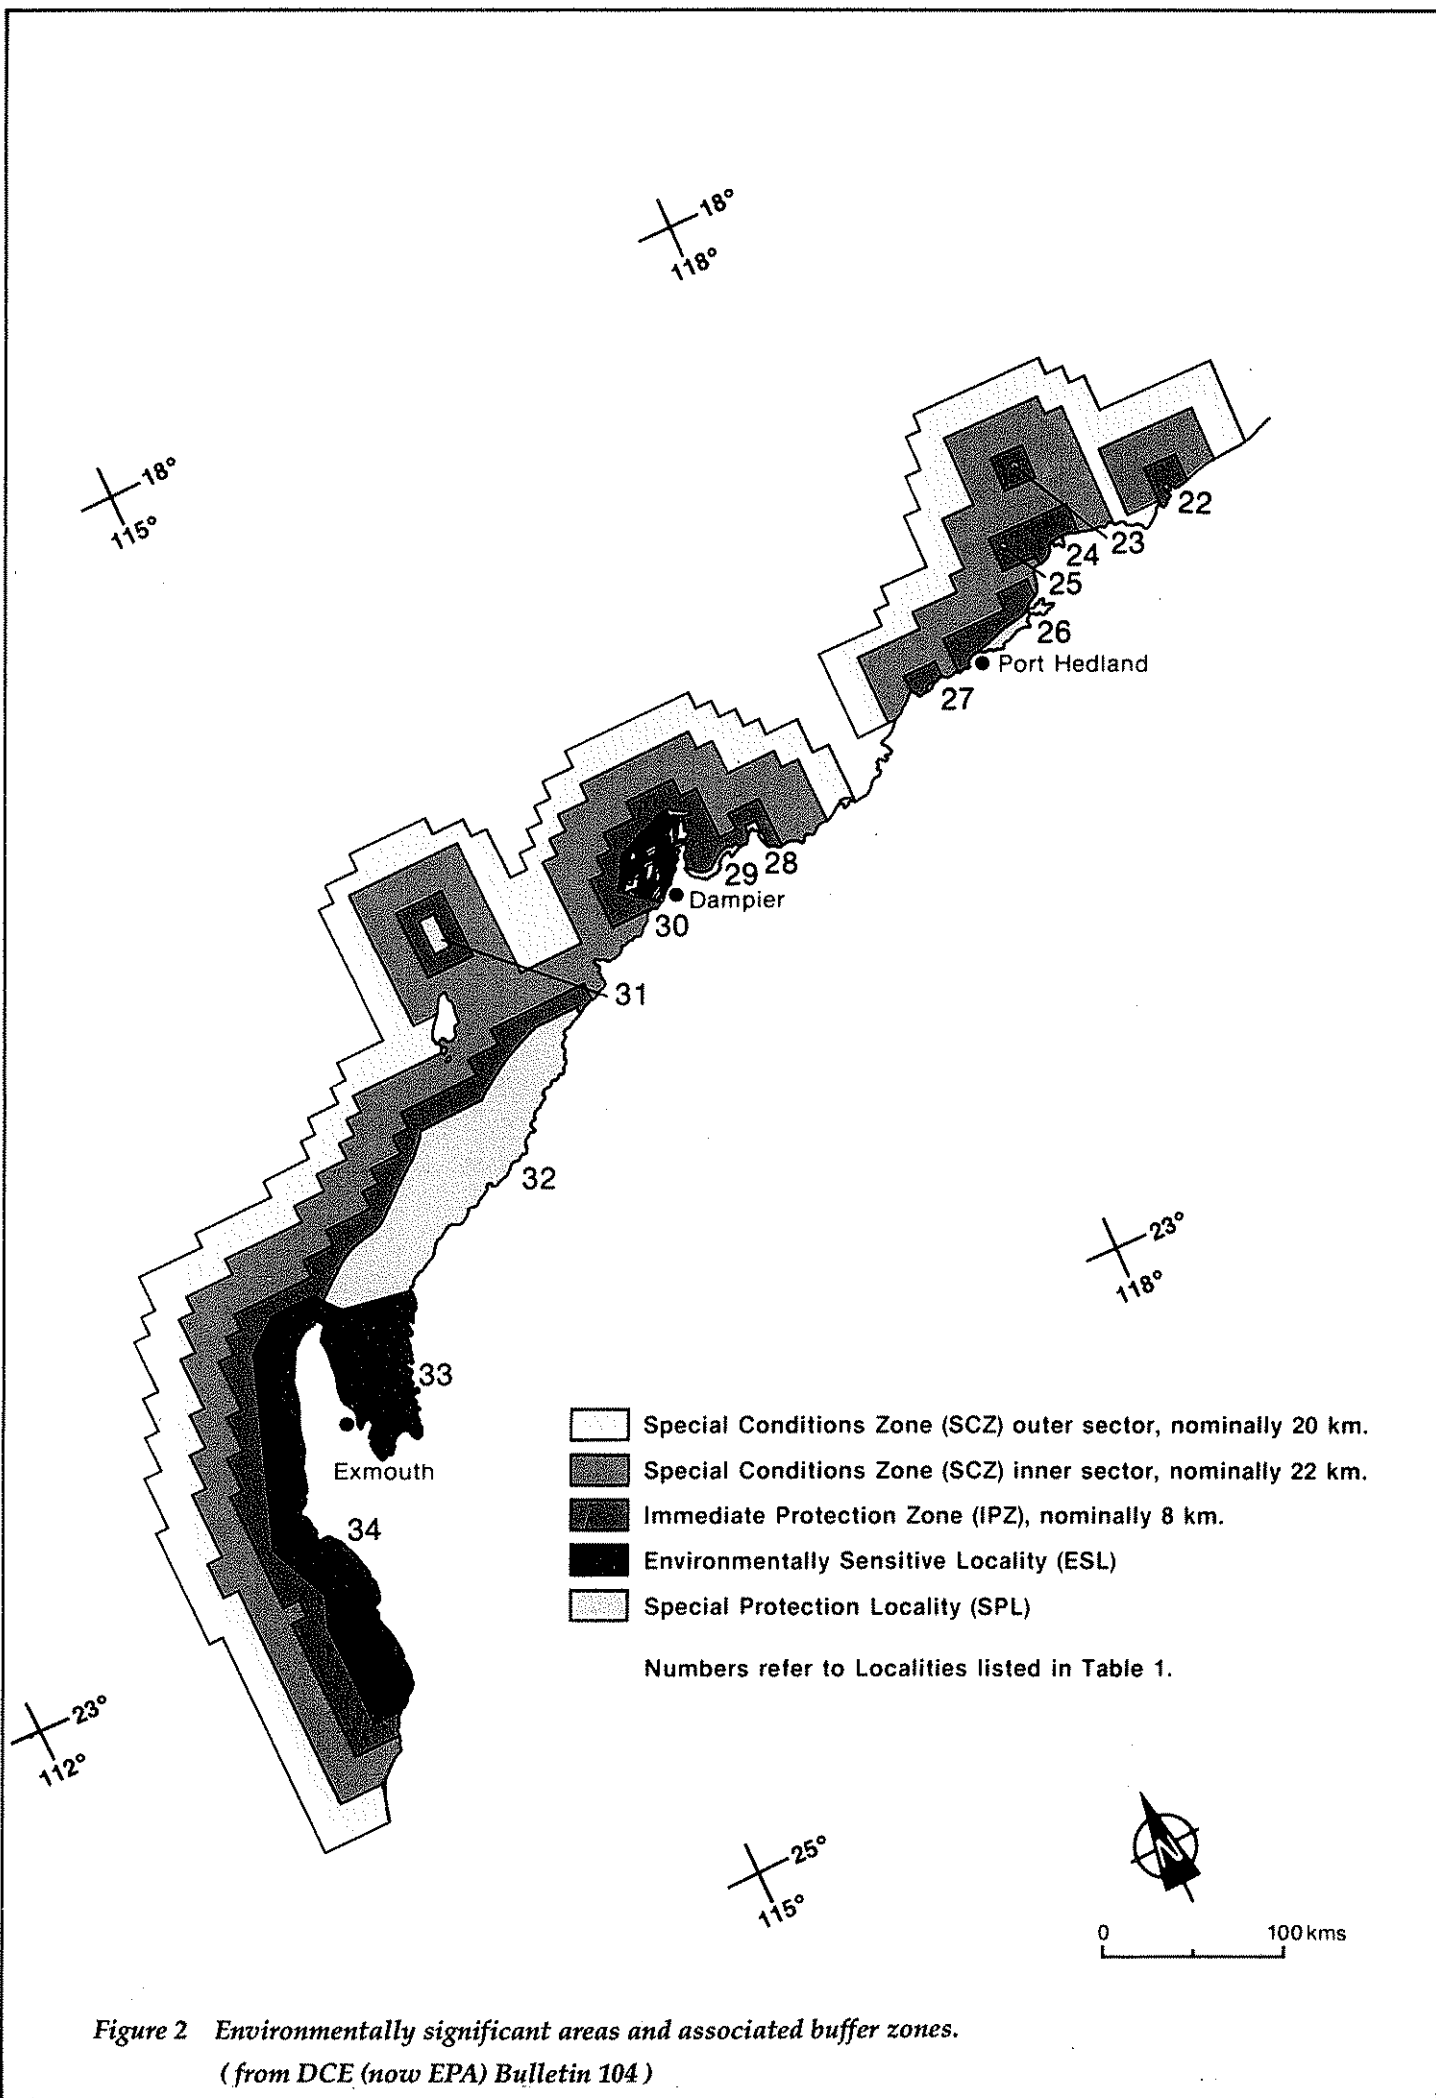 18°
118°
18°
115°
22
23
24
25
26
Port Hedland
27
28
29
Dampier
30
31
32
23°
118°
33
Exmouth
34
Special Conditions Zone (SCZ) outer sector, nominally 20 km.
Special Conditions Zone (SCZ) inner sector, nominally 22 km.
Immediate Protection Zone (IPZ), nominally 8 km.
Environmentally Sensitive Locality (ESL)
Special Protection Locality (SPL)
Numbers refer to Localities listed in Table 1.
23°
112°
25°
115°
N
0 100 kms
Figure 2 Environmentally significant areas and associated buffer zones.
( from DCE (now EPA) Bulletin 104 )